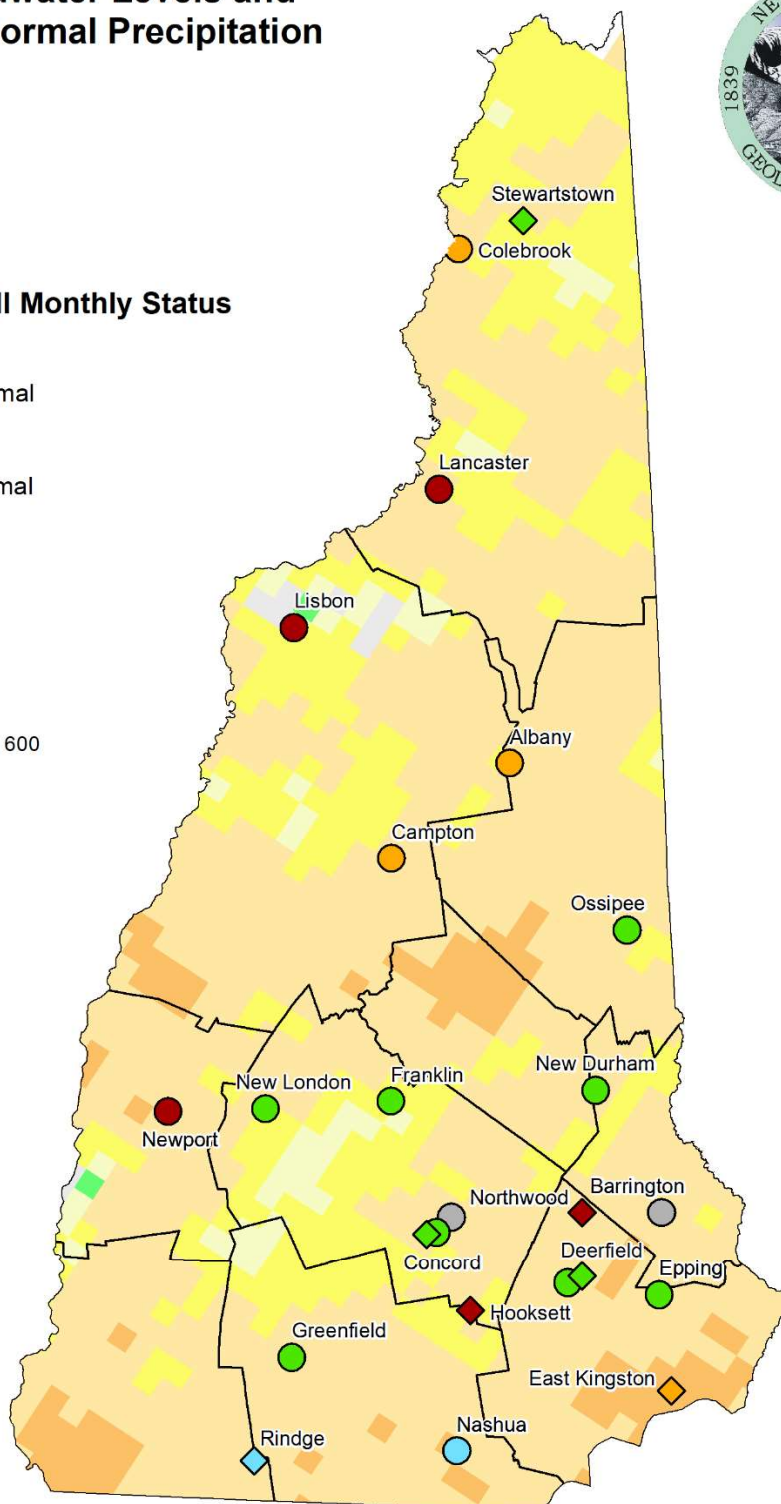 ormal Precipitation
1839
Stewartstown
Colebrook
ll Monthly Status
mal
Lancaster
mal
Lisbon
600
Albany
Campton
Ossipee
New Durham
Franklin
New London
Newport
Northwood
Barrington
Concord
Deerfield
Epping
Hooksett
Greenfield
East Kingston
Rindge
Nashua